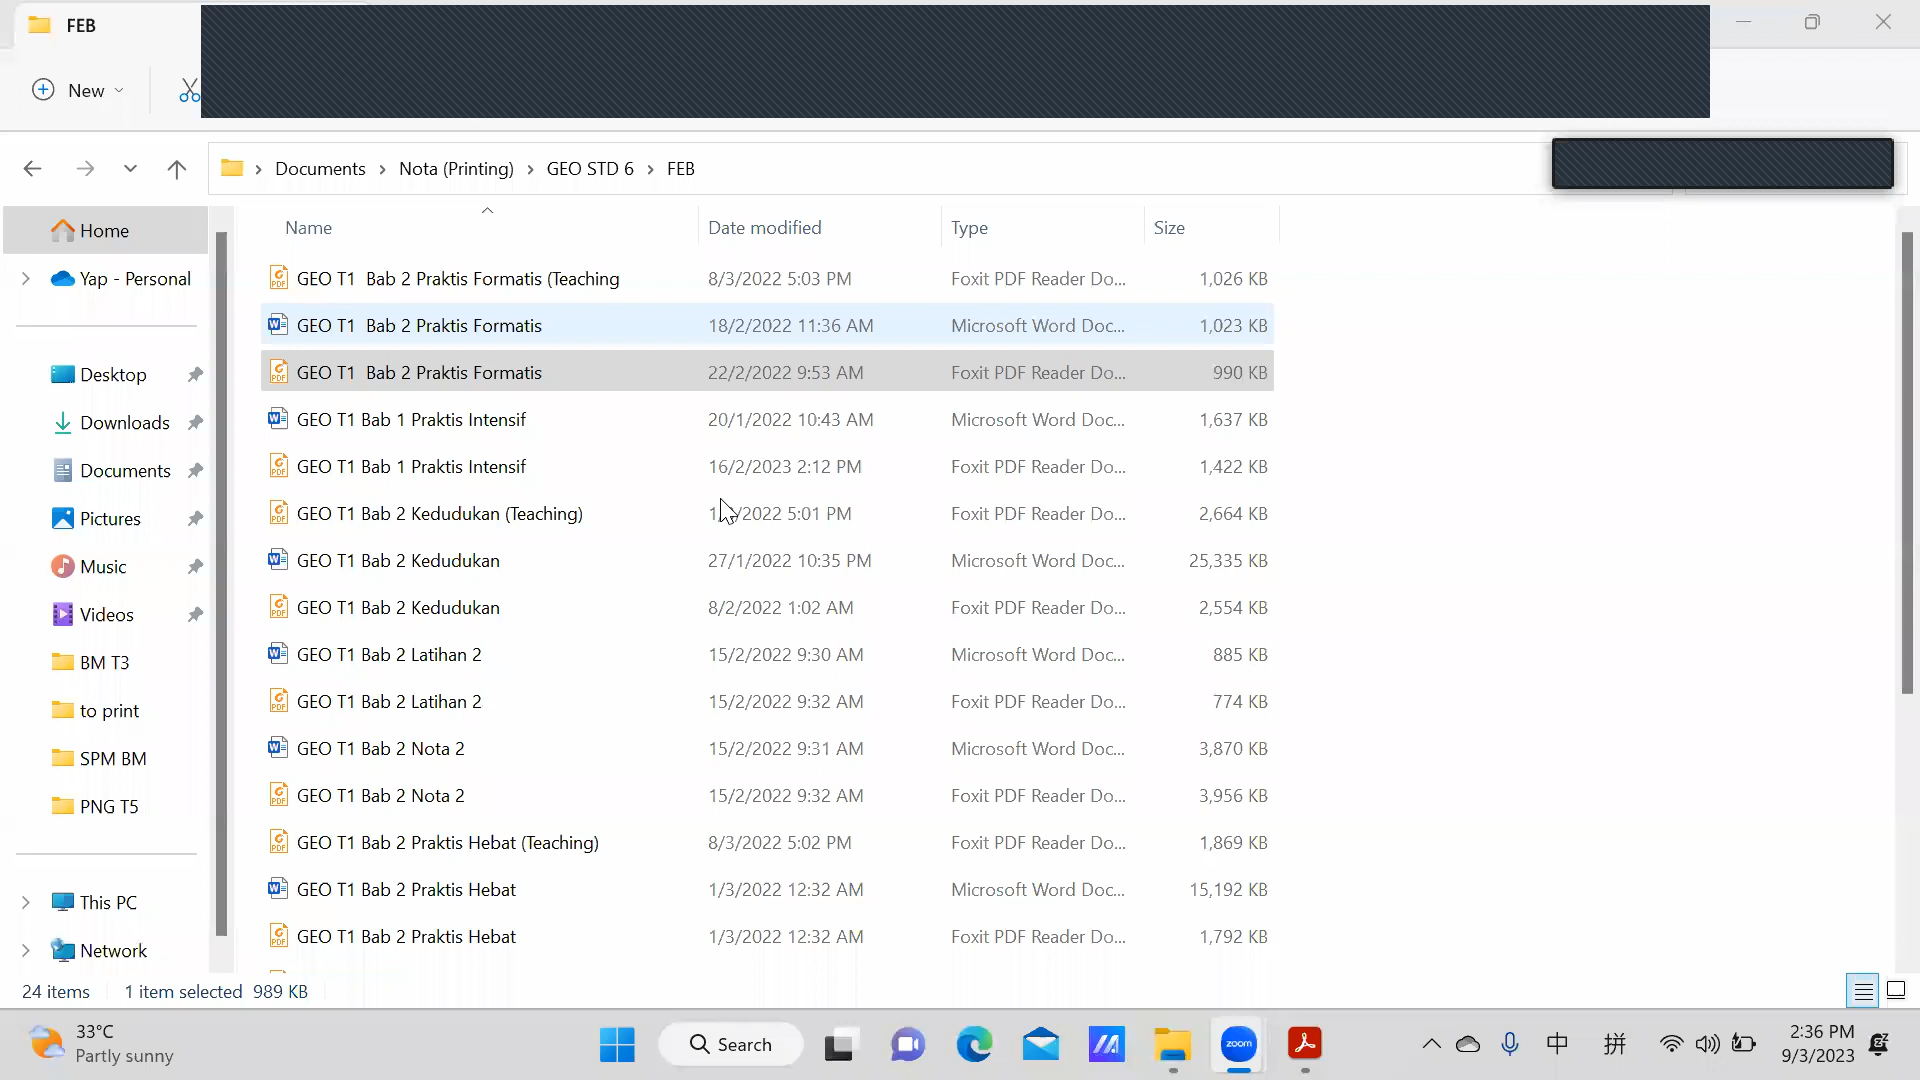 FEB
New
Documents > Nota (Printing) > GEO STD 6 > FEB
Name Date modified Type Size
Home
Yap - Personal
Desktop
Downloads
Documents
Pictures
Music
Videos
BM T3
to print
SPM BM
PNG T5
This PC
Network
GEO T1 Bab 2 Praktis Formatis (Teaching 8/3/2022 5:03 PM Foxit PDF Reader Do... 1,026 KB
GEO T1 Bab 2 Praktis Formatis 18/2/2022 11:36 AM Microsoft Word Doc... 1,023 KB
GEO T1 Bab 2 Praktis Formatis 22/2/2022 9:53 AM Foxit PDF Reader Do... 990 KB
GEO T1 Bab 1 Praktis Intensif 20/1/2022 10:43 AM Microsoft Word Doc... 1,637 KB
GEO T1 Bab 1 Praktis Intensif 16/2/2023 2:12 PM Foxit PDF Reader Do... 1,422 KB
GEO T1 Bab 2 Kedudukan (Teaching) 5:01 PM Foxit PDF Reader Do... 2,664 KB
GEO T1 Bab 2 Kedudukan 27/1/2022 10:35 PM Microsoft Word Doc... 25,335 KB
GEO T1 Bab 2 Kedudukan 8/2/2022 1:02 AM Foxit PDF Reader Do... 2,554 KB
GEO T1 Bab 2 Latihan 2 15/2/2022 9:30 AM Microsoft Word Doc... 885 KB
GEO T1 Bab 2 Latihan 2 15/2/2022 9:32 AM Foxit PDF Reader Do... 774 KB
GEO T1 Bab 2 Nota 2 15/2/2022 9:31 AM Microsoft Word Doc... 3,870 KB
GEO T1 Bab 2 Nota 2 15/2/2022 9:32 AM Foxit PDF Reader Do... 3,956 KB
GEO T1 Bab 2 Praktis Hebat (Teaching) 8/3/2022 5:02 PM Foxit PDF Reader Do... 1,869 KB
GEO T1 Bab 2 Praktis Hebat 1/3/2022 12:32 AM Microsoft Word Doc... 15,192 KB
GEO T1 Bab 2 Praktis Hebat 1/3/2022 12:32 AM Foxit PDF Reader Do... 1,792 KB
24 items 1 item selected 989 KB
33°C
Partly sunny
Search
zoom
中
拼
2:36 PM
9/3/2023